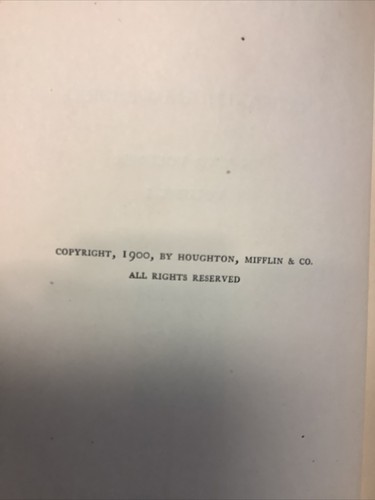 COPYRIGHT, 1900, BY HOUGHTON, MIFFLIN & CO.
ALL RIGHTS RESERVED